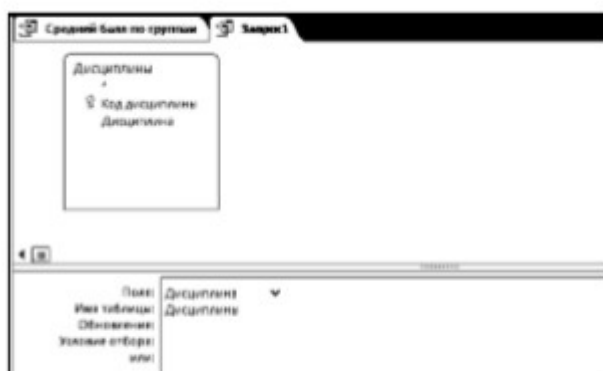 Средний балл по группам
Запрос1
Дисциплины
*
Код дисциплины
Дисциплина
Поле: Дисциплина
Имя таблицы: Дисциплины
Обновление:
Условие отбора:
или: